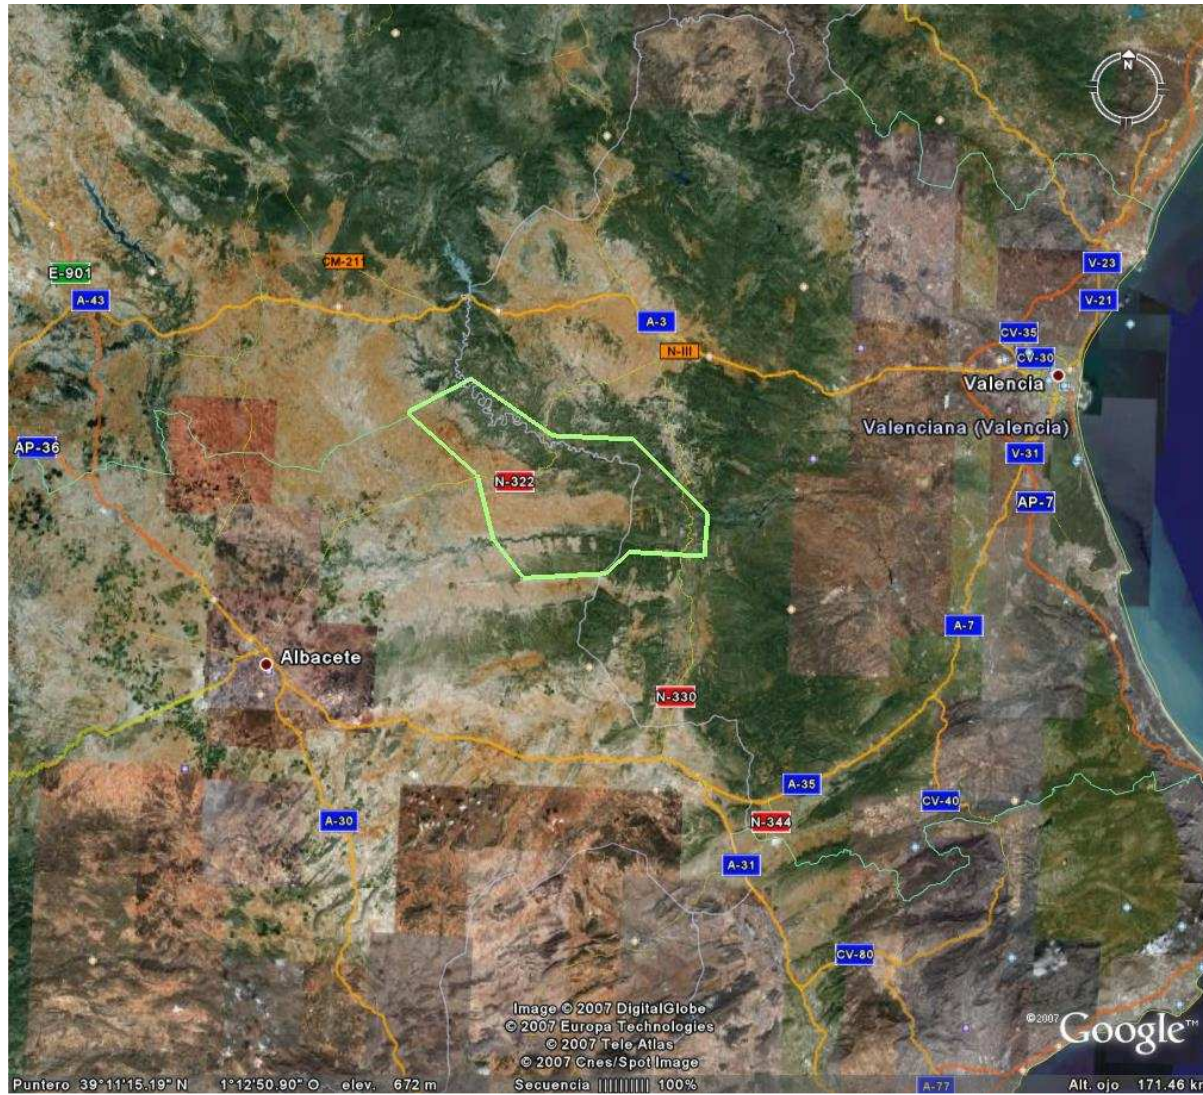 N
CM-211
V-23
E-901
A-43
V-21
A-3
CV-35
N-III
CV-30
Valencia
Valenciana (Valencia)
AP-36
V-31
N-322
AP-7
A-7
Albacete
N-330
A-35
CV-40
A-30
N-344
A-31
CV-80
Image © 2007 DigitalGlobe
© 2007 Europa Technologies
© 2007 Tele Atlas
© 2007 Cnes/Spot Image
©2007 Google™
Puntero 39°11'15.19" N 1°12'50.90" O elev. 672 m Secuencia |||||||||| 100% A-77 Alt. ojo 171.46 km